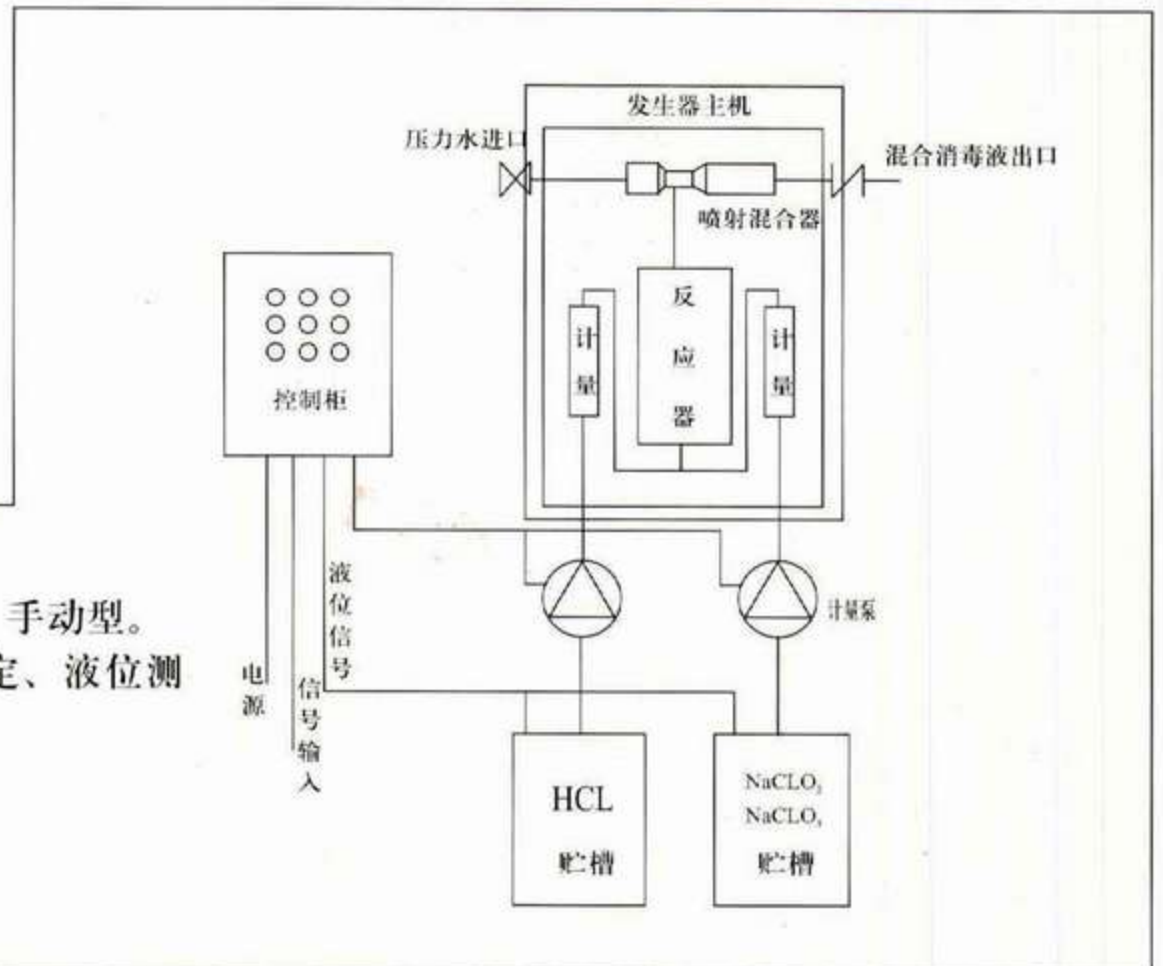 发生器主机
压力水进口
混合消毒液出口
喷射混合器
反应器
计量
计量
控制柜
液位信号
计量泵
手动型。
定、液位测
电源
信号输入
HCL
贮槽
NaCLO
NaCLO
贮槽